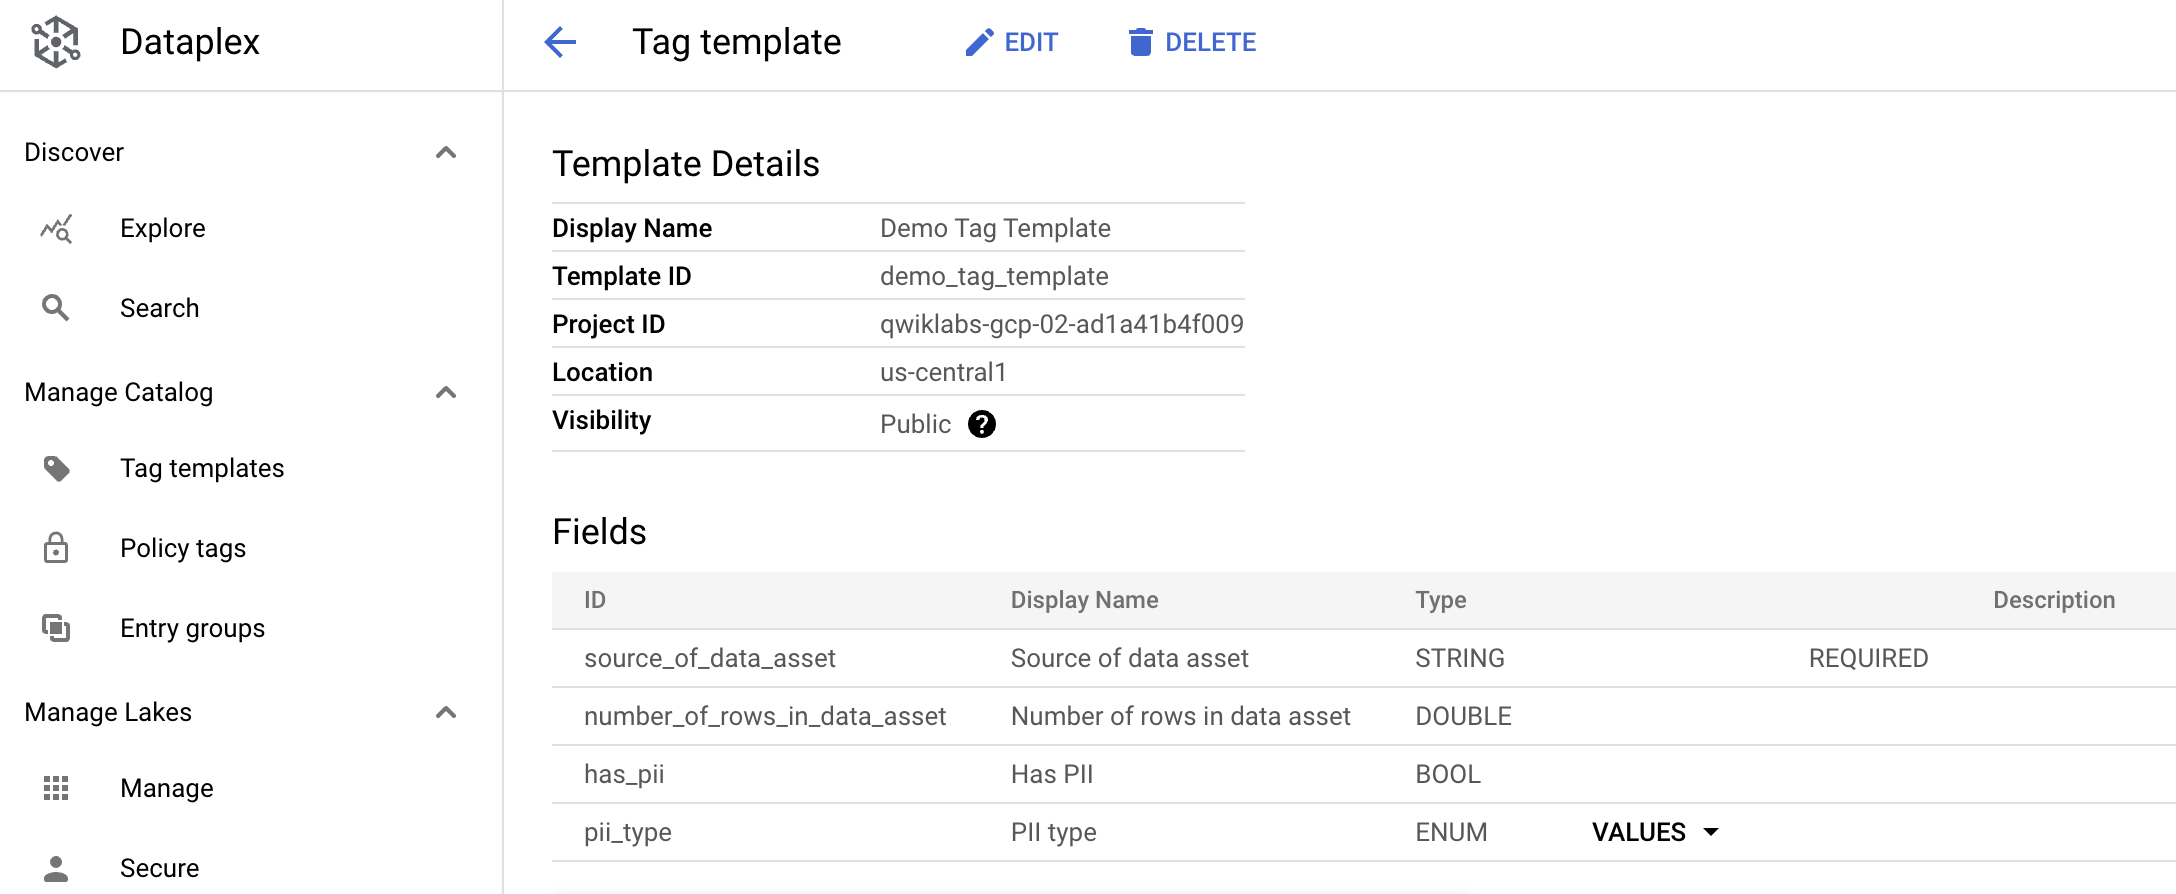 Dataplex
Tag template
EDIT
DELETE
Discover
Explore
Search
Manage Catalog
Tag templates
Policy tags
Entry groups
Manage Lakes
Manage
Secure
Template Details
Display Name Demo Tag Template
Template ID demo_tag_template
Project ID qwiklabs-gcp-02-ad1a41b4f009
Location us-central1
Visibility Public ?
Fields
ID Display Name Type Description
source_of_data_asset Source of data asset STRING REQUIRED
number_of_rows_in_data_asset Number of rows in data asset DOUBLE
has_pii Has PII BOOL
pii_type PII type ENUM VALUES